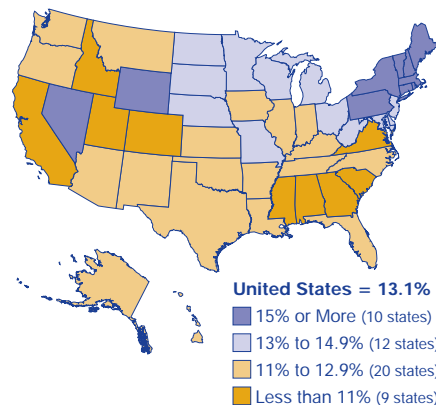 United States = 13.1%
15% or More (10 states)
13% to 14.9% (12 states)
11% to 12.9% (20 states)
Less than 11% (9 states)